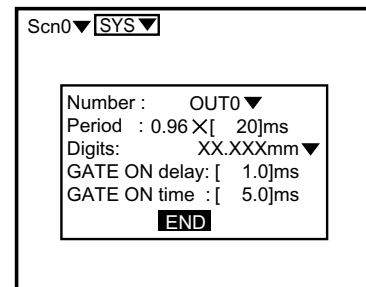 Scn0▼ SYS▼
Number : OUT0▼
Period : 0.96 ✕[ 20]ms
Digits: XX.XXXmm▼
GATE ON delay: [ 1.0]ms
GATE ON time : [ 5.0]ms
END